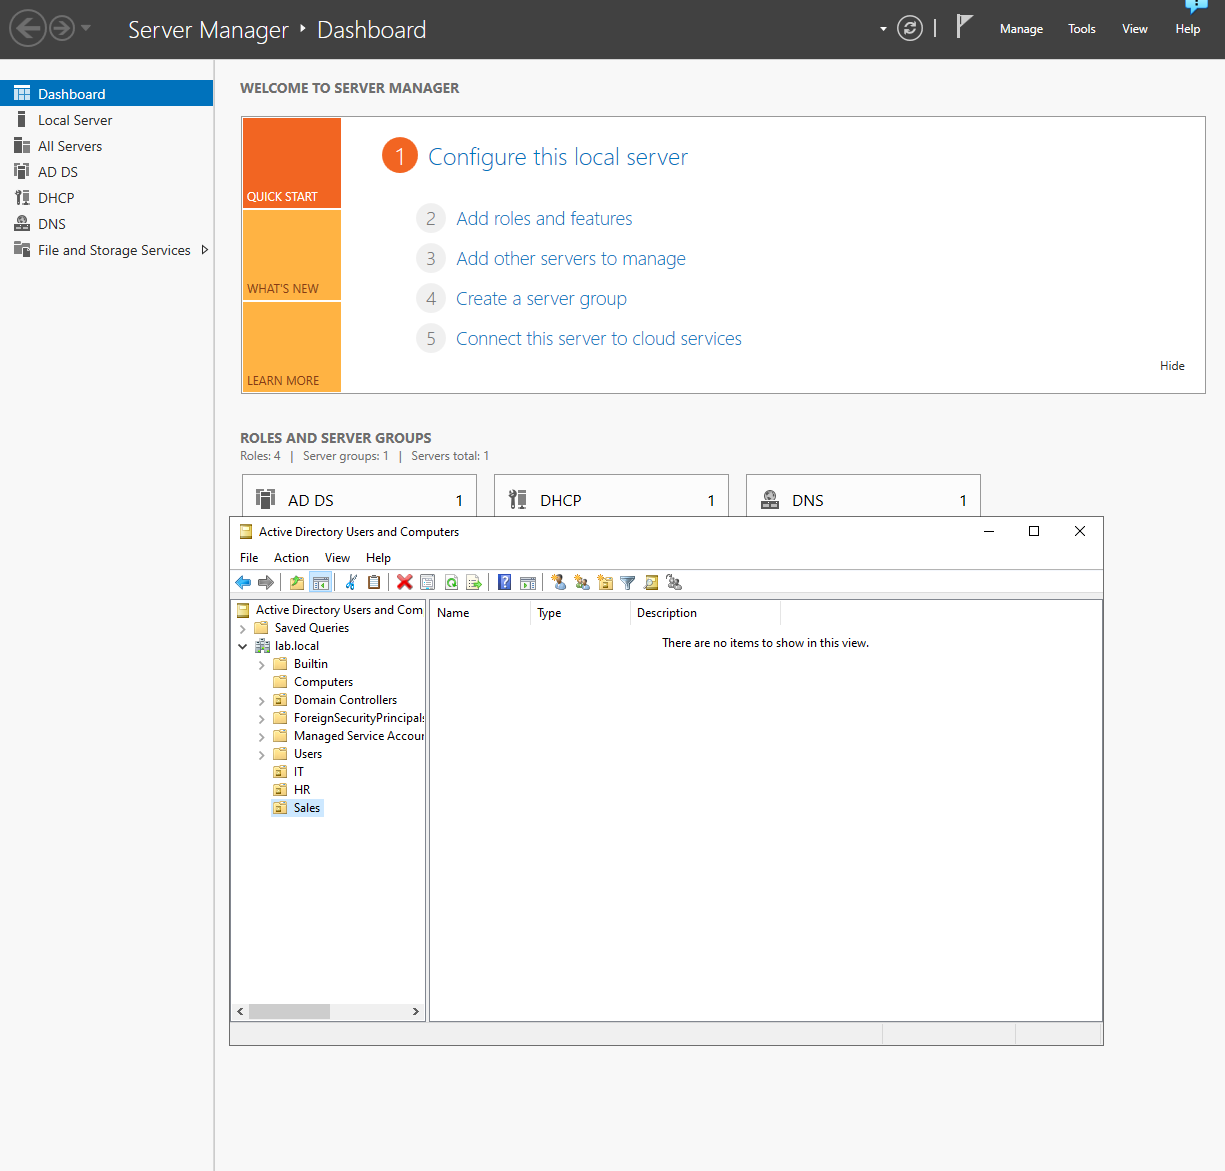 Server Manager ‣ Dashboard
Manage Tools View Help
Dashboard
Local Server
All Servers
AD DS
DHCP
DNS
File and Storage Services
WELCOME TO SERVER MANAGER
QUICK START
WHAT'S NEW
LEARN MORE
1 Configure this local server
2 Add roles and features
3 Add other servers to manage
4 Create a server group
5 Connect this server to cloud services
Hide
ROLES AND SERVER GROUPS
Roles: 4 | Server groups: 1 | Servers total: 1
AD DS 1
DHCP 1
DNS 1
Active Directory Users and Computers
File Action View Help
Active Directory Users and Com
Saved Queries
lab.local
Builtin
Computers
Domain Controllers
ForeignSecurityPrincipals
Managed Service Accour
Users
IT
HR
Sales
Name Type Description
There are no items to show in this view.